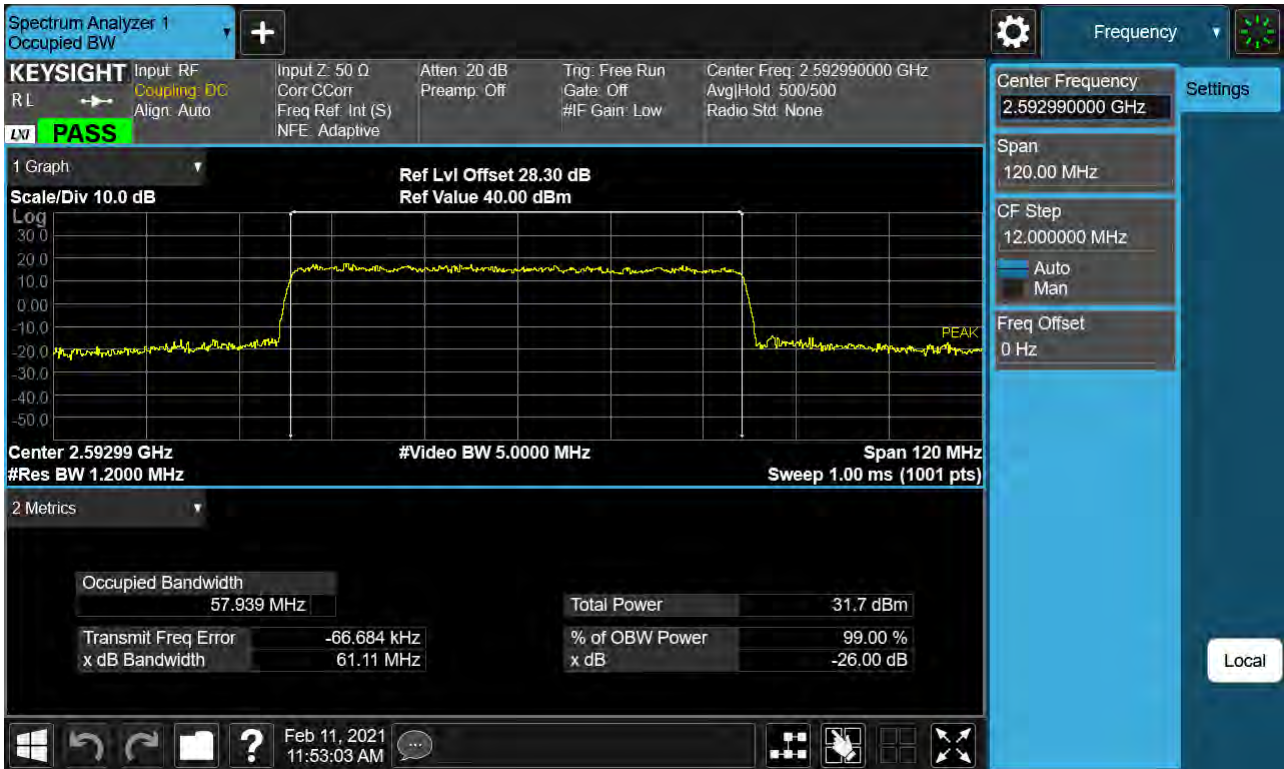 Spectrum Analyzer 1
Occupied BW
+
Frequency
KEYSIGHT
RL
LXI PASS
Input: RF
Coupling: DC
Align: Auto
Input Z: 50 Ω
Corr CCorr
Freq Ref: Int (S)
NFE: Adaptive
Atten: 20 dB
Preamp: Off
Trig: Free Run
Gate: Off
#IF Gain: Low
Center Freq: 2.592990000 GHz
Avg|Hold: 500/500
Radio Std: None
1 Graph
Scale/Div 10.0 dB
Ref Lvl Offset 28.30 dB
Ref Value 40.00 dBm
Log
30.0
20.0
10.0
0.00
-10.0
-20.0
-30.0
-40.0
-50.0
PEAK
Center 2.59299 GHz
#Video BW 5.0000 MHz
Span 120 MHz
#Res BW 1.2000 MHz
Sweep 1.00 ms (1001 pts)
2 Metrics
Occupied Bandwidth
57.939 MHz
Transmit Freq Error -66.684 kHz
x dB Bandwidth 61.11 MHz
Total Power 31.7 dBm
% of OBW Power 99.00 %
x dB -26.00 dB
Center Frequency
2.592990000 GHz
Span
120.00 MHz
CF Step
12.000000 MHz
Auto
Man
Freq Offset
0 Hz
Settings
Local
?
Feb 11, 2021
11:53:03 AM